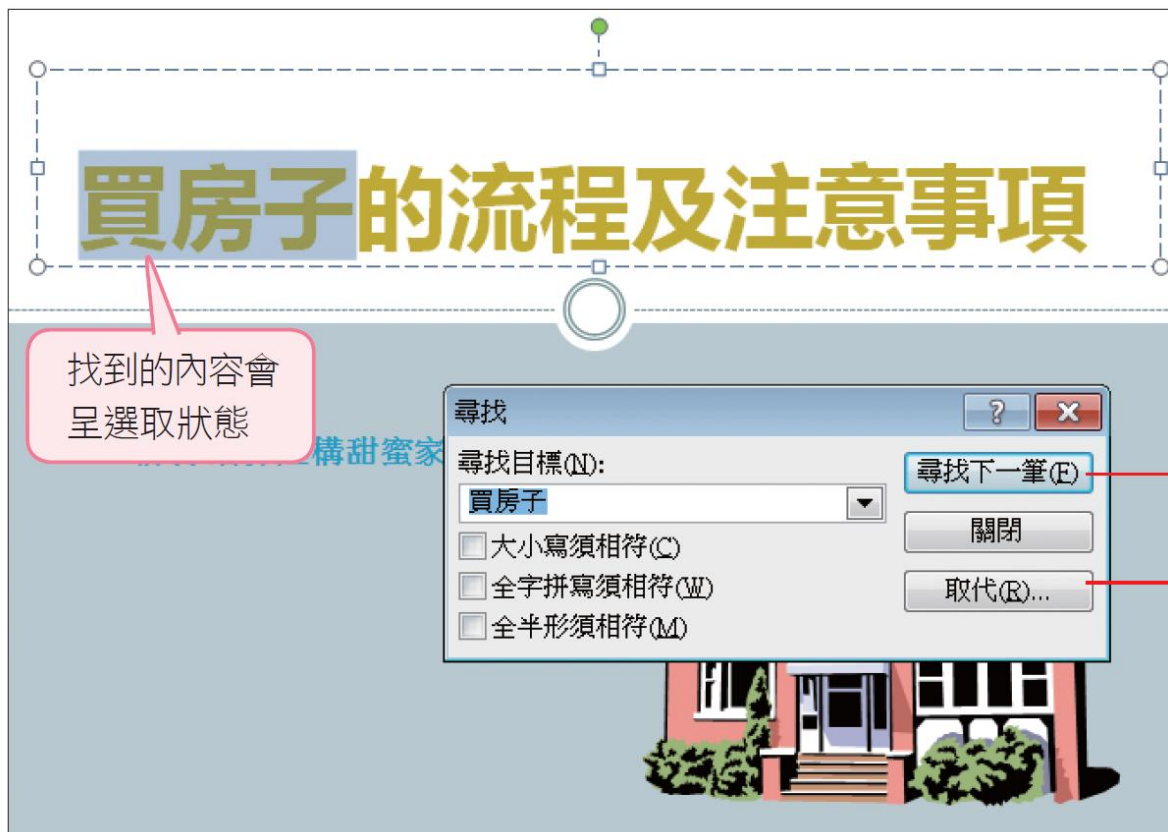 買房子的流程及注意事項
找到的內容會
呈選取狀態
構甜蜜家
尋找
尋找目標(N):
買房子
大小寫須相符(C)
全字拼寫須相符(W)
全半形須相符(M)
尋找下一筆(F)
關閉
取代(R)...